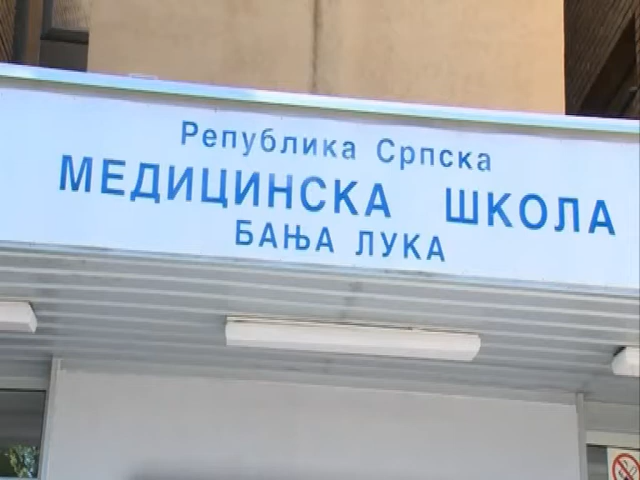 Република Српска
МЕДИЦИНСКА ШКОЛА
БАЊА ЛУКА